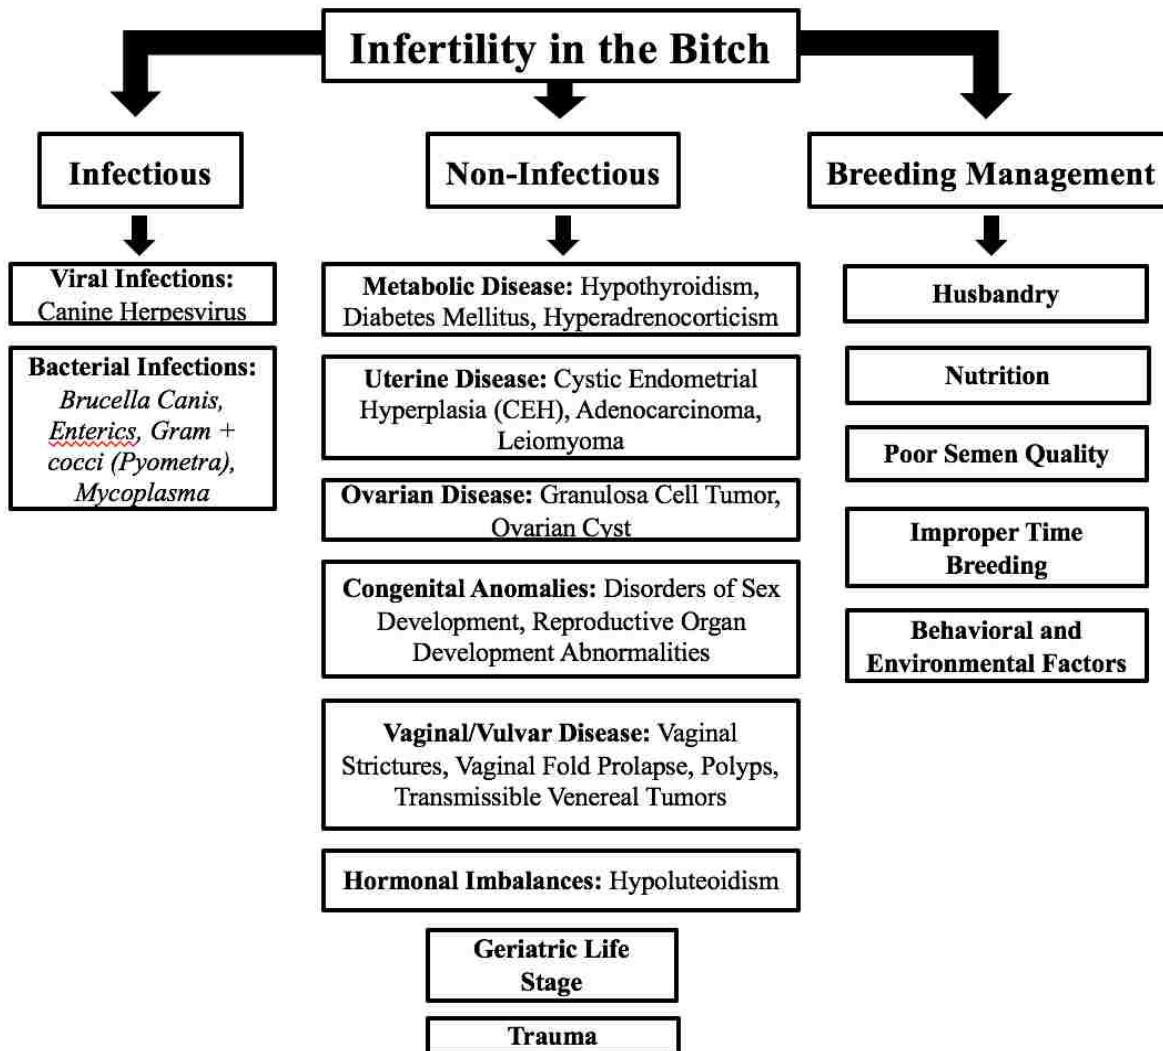 Infertility in the Bitch
Infectious
Viral Infections:
Canine Herpesvirus
Bacterial Infections:
Brucella Canis,
Enterics, Gram +
cocci (Pyometra),
Mycoplasma
Non-Infectious
Metabolic Disease: Hypothyroidism,
Diabetes Mellitus, Hyperadrenocorticism
Uterine Disease: Cystic Endometrial
Hyperplasia (CEH), Adenocarcinoma,
Leiomyoma
Ovarian Disease: Granulosa Cell Tumor,
Ovarian Cyst
Congenital Anomalies: Disorders of Sex
Development, Reproductive Organ
Development Abnormalities
Vaginal/Vulvar Disease: Vaginal
Strictures, Vaginal Fold Prolapse, Polyps,
Transmissible Venereal Tumors
Hormonal Imbalances: Hypoluteoidism
Geriatric Life
Stage
Trauma
Breeding Management
Husbandry
Nutrition
Poor Semen Quality
Improper Time
Breeding
Behavioral and
Environmental Factors